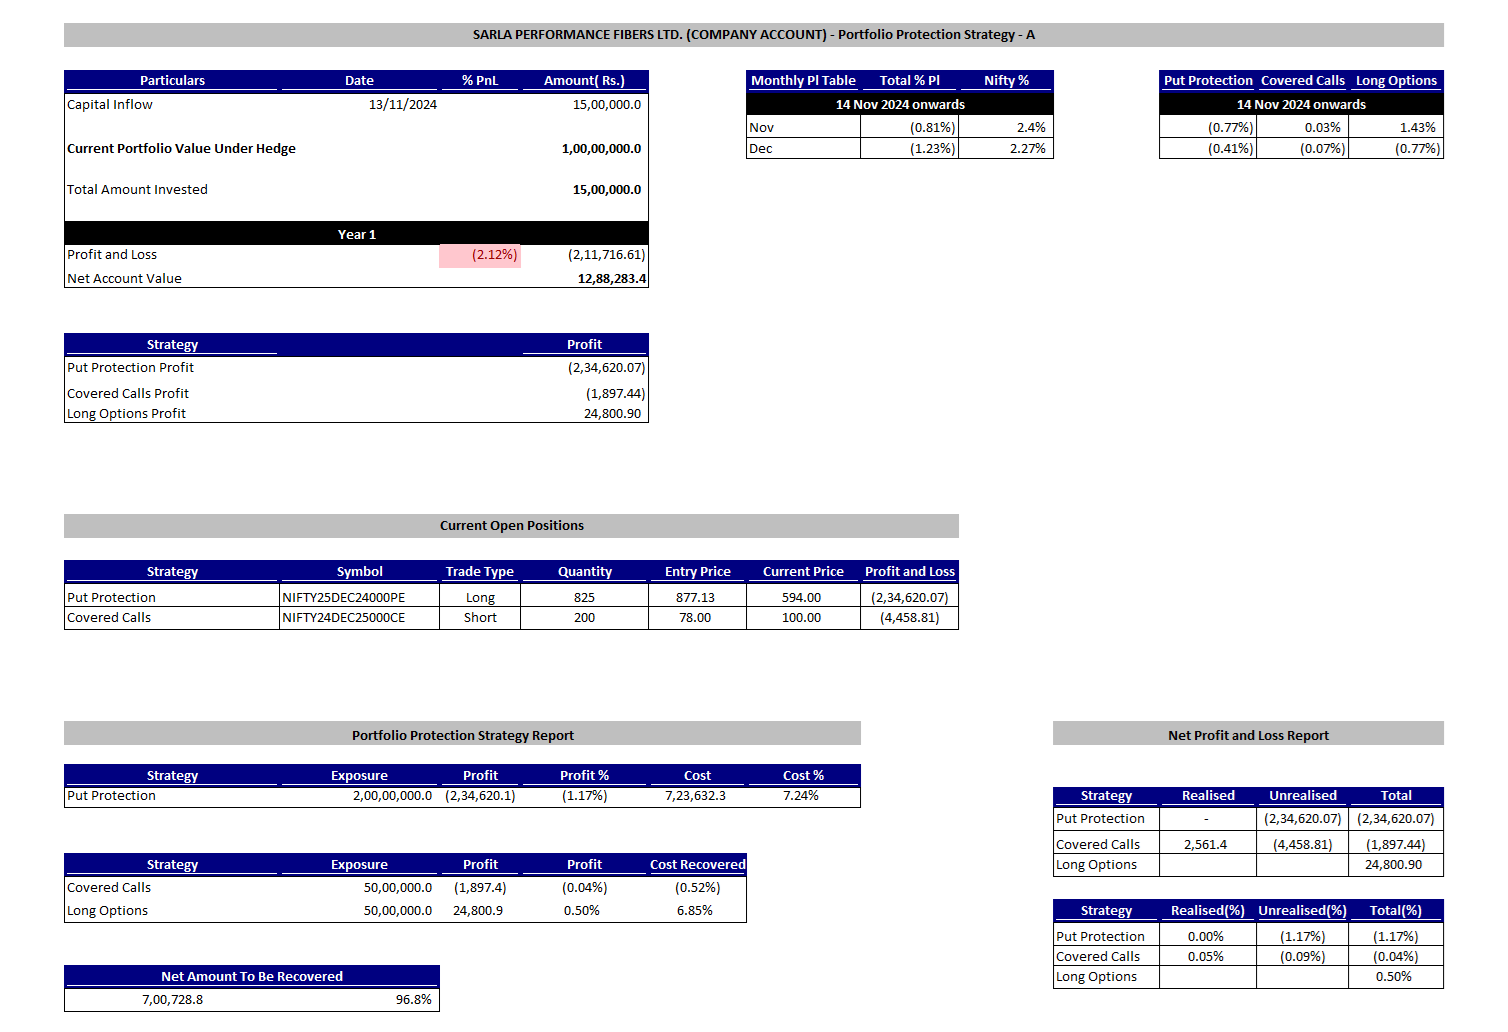 SARLA PERFORMANCE FIBERS LTD. (COMPANY ACCOUNT) - Portfolio Protection Strategy - A
Particulars Date % PnL Amount( Rs.)
Capital Inflow 13/11/2024 15,00,000.0
Current Portfolio Value Under Hedge 1,00,00,000.0
Total Amount Invested 15,00,000.0
Year 1
Profit and Loss (2.12%) (2,11,716.61)
Net Account Value 12,88,283.4
Monthly Pl Table Total % Pl Nifty %
14 Nov 2024 onwards
Nov (0.81%) 2.4%
Dec (1.23%) 2.27%
Put Protection Covered Calls Long Options
14 Nov 2024 onwards
(0.77%) 0.03% 1.43%
(0.41%) (0.07%) (0.77%)
Strategy Profit
Put Protection Profit (2,34,620.07)
Covered Calls Profit (1,897.44)
Long Options Profit 24,800.90
Current Open Positions
Strategy Symbol Trade Type Quantity Entry Price Current Price Profit and Loss
Put Protection NIFTY25DEC24000PE Long 825 877.13 594.00 (2,34,620.07)
Covered Calls NIFTY24DEC25000CE Short 200 78.00 100.00 (4,458.81)
Portfolio Protection Strategy Report
Strategy Exposure Profit Profit % Cost Cost %
Put Protection 2,00,00,000.0 (2,34,620.1) (1.17%) 7,23,632.3 7.24%
Strategy Exposure Profit Profit Cost Recovered
Covered Calls 50,00,000.0 (1,897.4) (0.04%) (0.52%)
Long Options 50,00,000.0 24,800.9 0.50% 6.85%
Net Amount To Be Recovered
7,00,728.8 96.8%
Net Profit and Loss Report
Strategy Realised Unrealised Total
Put Protection - (2,34,620.07) (2,34,620.07)
Covered Calls 2,561.4 (4,458.81) (1,897.44)
Long Options 24,800.90
Strategy Realised(%) Unrealised(%) Total(%)
Put Protection 0.00% (1.17%) (1.17%)
Covered Calls 0.05% (0.09%) (0.04%)
Long Options 0.50%